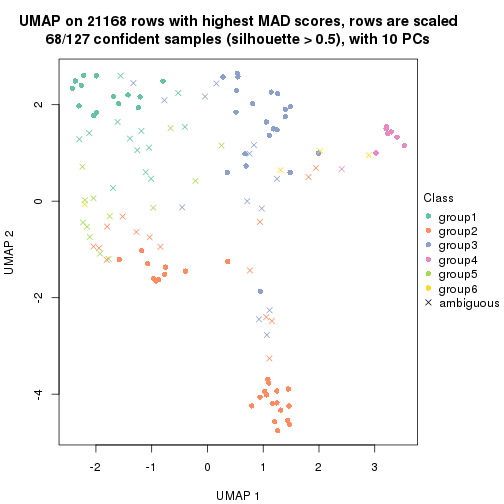 UMAP on 21168 rows with highest MAD scores, rows are scaled
68/127 confident samples (silhouette > 0.5), with 10 PCs
UMAP 2
2
0
-2
-4
-2
-1
0
1
2
3
UMAP 1
Class
group1
group2
group3
group4
group5
group6
ambiguous